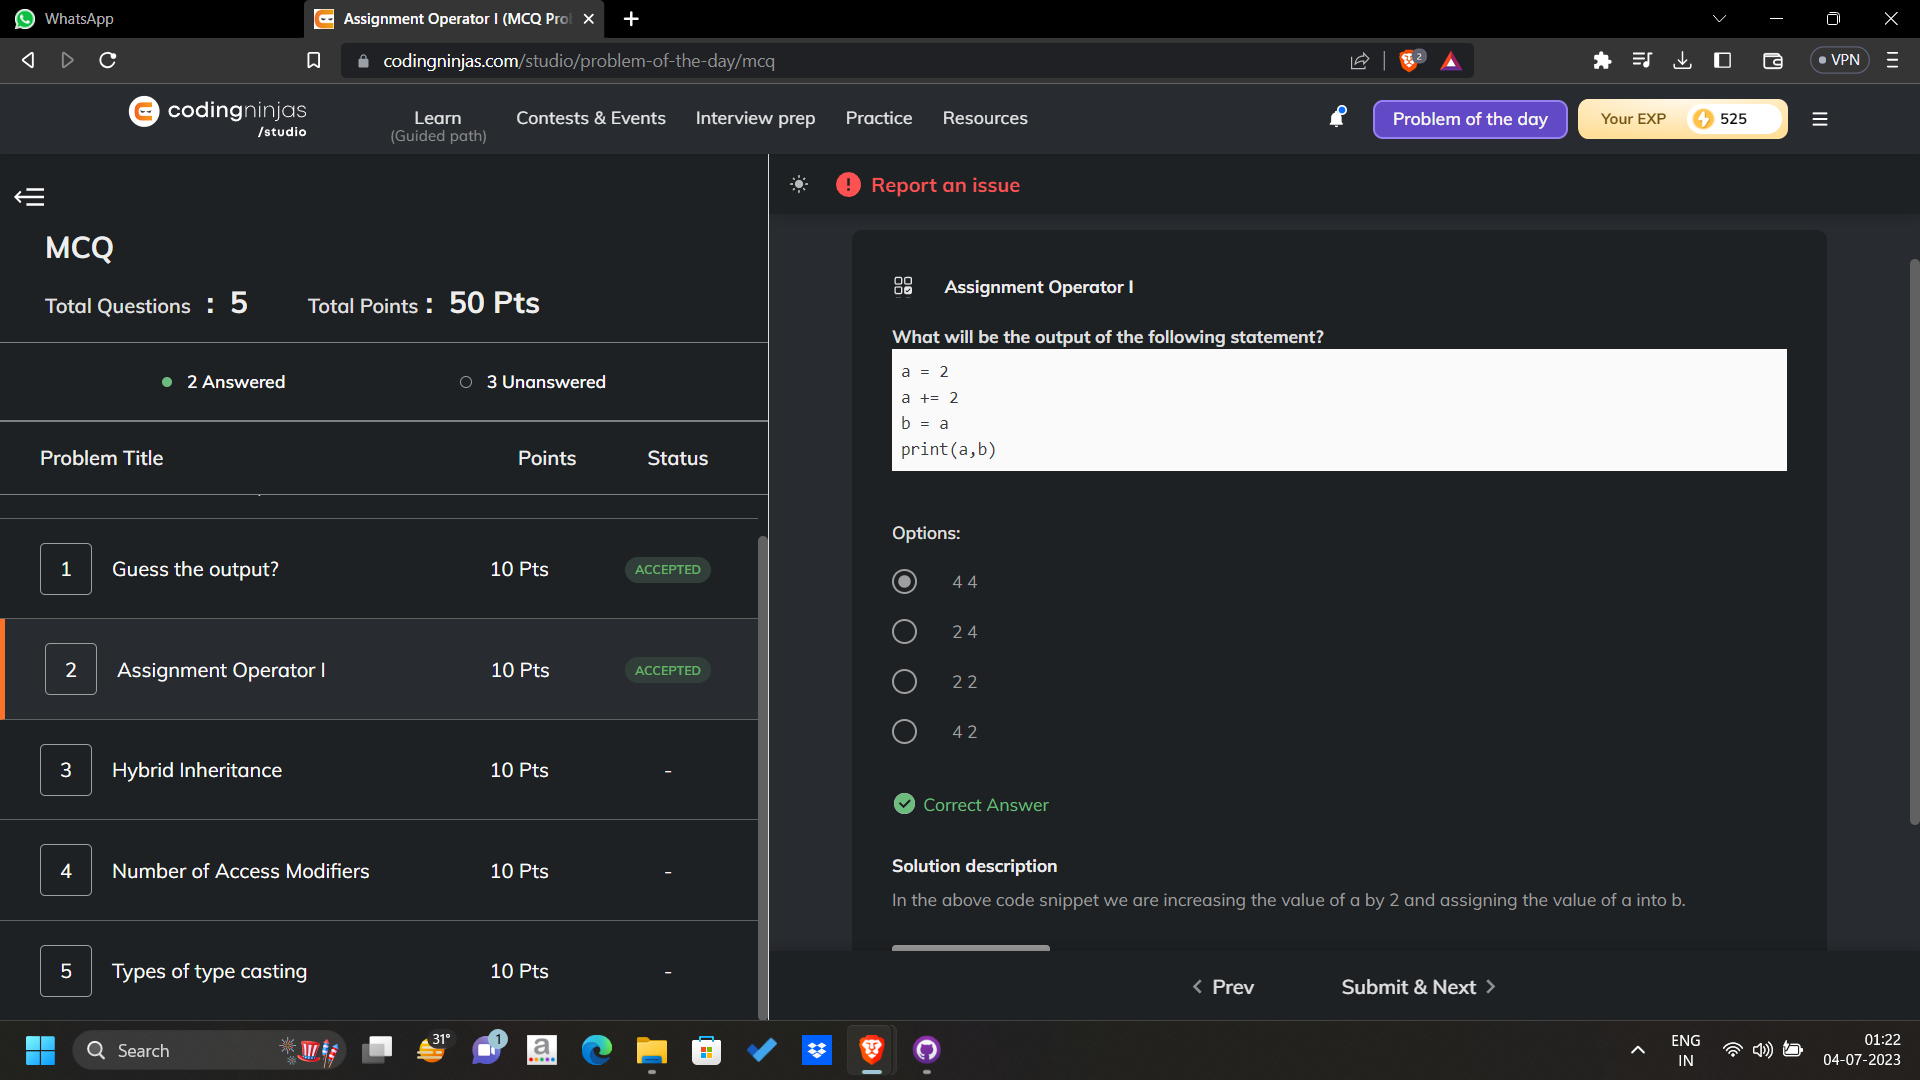 WhatsApp
Assignment Operator I (MCQ Pro
codingninjas.com/studio/problem-of-the-day/mcq
2
VPN
codingninjas
/studio
Learn
(Guided path)
Contests & Events
Interview prep
Practice
Resources
Problem of the day
Your EXP
525
MCQ
Total Questions : 5
Total Points : 50 Pts
2 Answered
3 Unanswered
Problem Title Points Status
1 Guess the output? 10 Pts ACCEPTED
2 Assignment Operator I 10 Pts ACCEPTED
3 Hybrid Inheritance 10 Pts -
4 Number of Access Modifiers 10 Pts -
5 Types of type casting 10 Pts -
Report an issue
Assignment Operator I
What will be the output of the following statement?
a = 2
a += 2
b = a
print(a,b)
Options:
4 4
2 4
2 2
4 2
Correct Answer
Solution description
In the above code snippet we are increasing the value of a by 2 and assigning the value of a into b.
Prev
Submit & Next
Search
31°
1
a
ENG
IN
01:22
04-07-2023